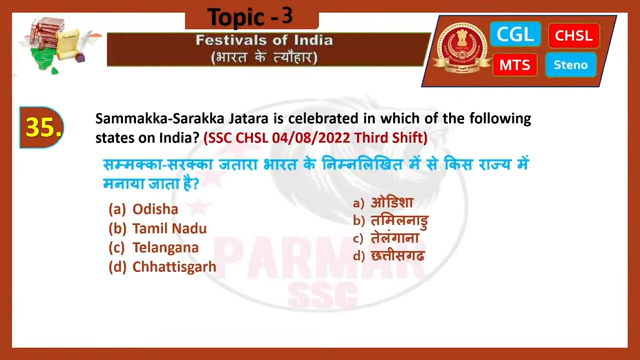 Topic -3
Festivals of India
(भारत के त्यौहार)
CGL
CHSL
MTS
Steno
35.
Sammakka-Sarakka Jatara is celebrated in which of the following
states on India? (SSC CHSL 04/08/2022 Third Shift)
सम्मक्का-सरक्का जतारा भारत के निम्नलिखित में से किस राज्य में
मनाया जाता है?
(a) Odisha
(b) Tamil Nadu
(c) Telangana
(d) Chhattisgarh
a) ओडिशा
b) तमिलनाडु
c) तेलंगाना
d) छत्तीसगढ
PARMAR
SSC